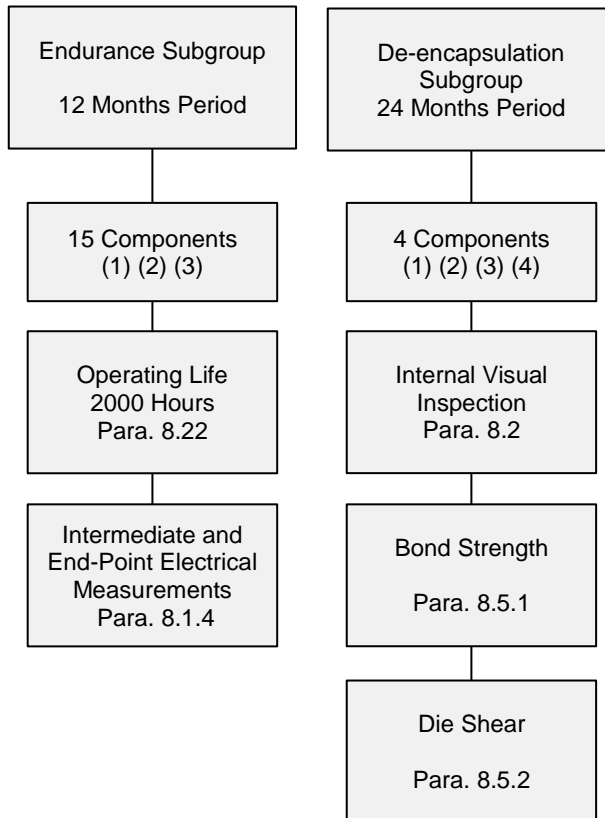 Endurance Subgroup
12 Months Period
15 Components
(1) (2) (3)
Operating Life
2000 Hours
Para. 8.22
Intermediate and
End-Point Electrical
Measurements
Para. 8.1.4
De-encapsulation
Subgroup
24 Months Period
4 Components
(1) (2) (3) (4)
Internal Visual
Inspection
Para. 8.2
Bond Strength
Para. 8.5.1
Die Shear
Para. 8.5.2